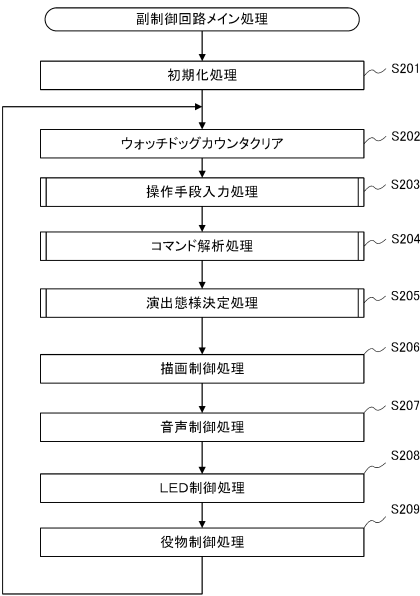 副制御回路メイン処理
初期化処理 S201
ウォッチドッグカウンタクリア S202
操作手段入力処理 S203
コマンド解析処理 S204
演出態様決定処理 S205
描画制御処理 S206
音声制御処理 S207
LED制御処理 S208
役物制御処理 S209